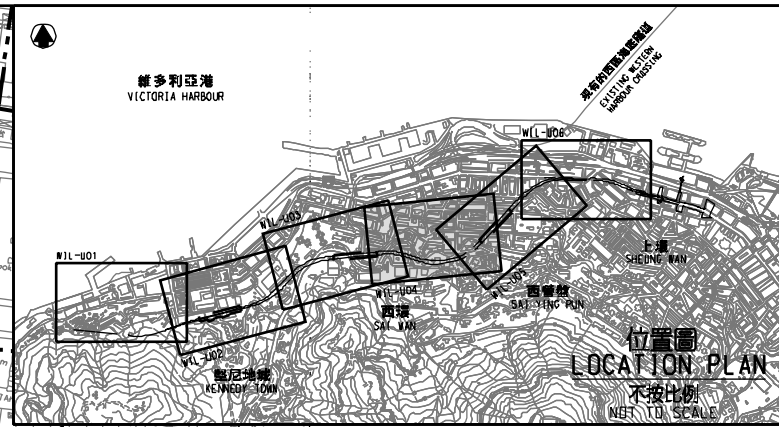 維多利亞港
VICTORIA HARBOUR
現有的西區海底隧道
EXISTING WESTERN
HARBOUR CROSSING
WIL-U06
WIL-U03
WIL-U01
上環
SHEUNG WAN
WIL-U05
WIL-U04
西營盤
SAI YING PUN
西環
SAI WAN
WIL-U02
堅尼地城
KENNEDY TOWN
位置圖
LOCATION PLAN
不按比例
NOT TO SCALE